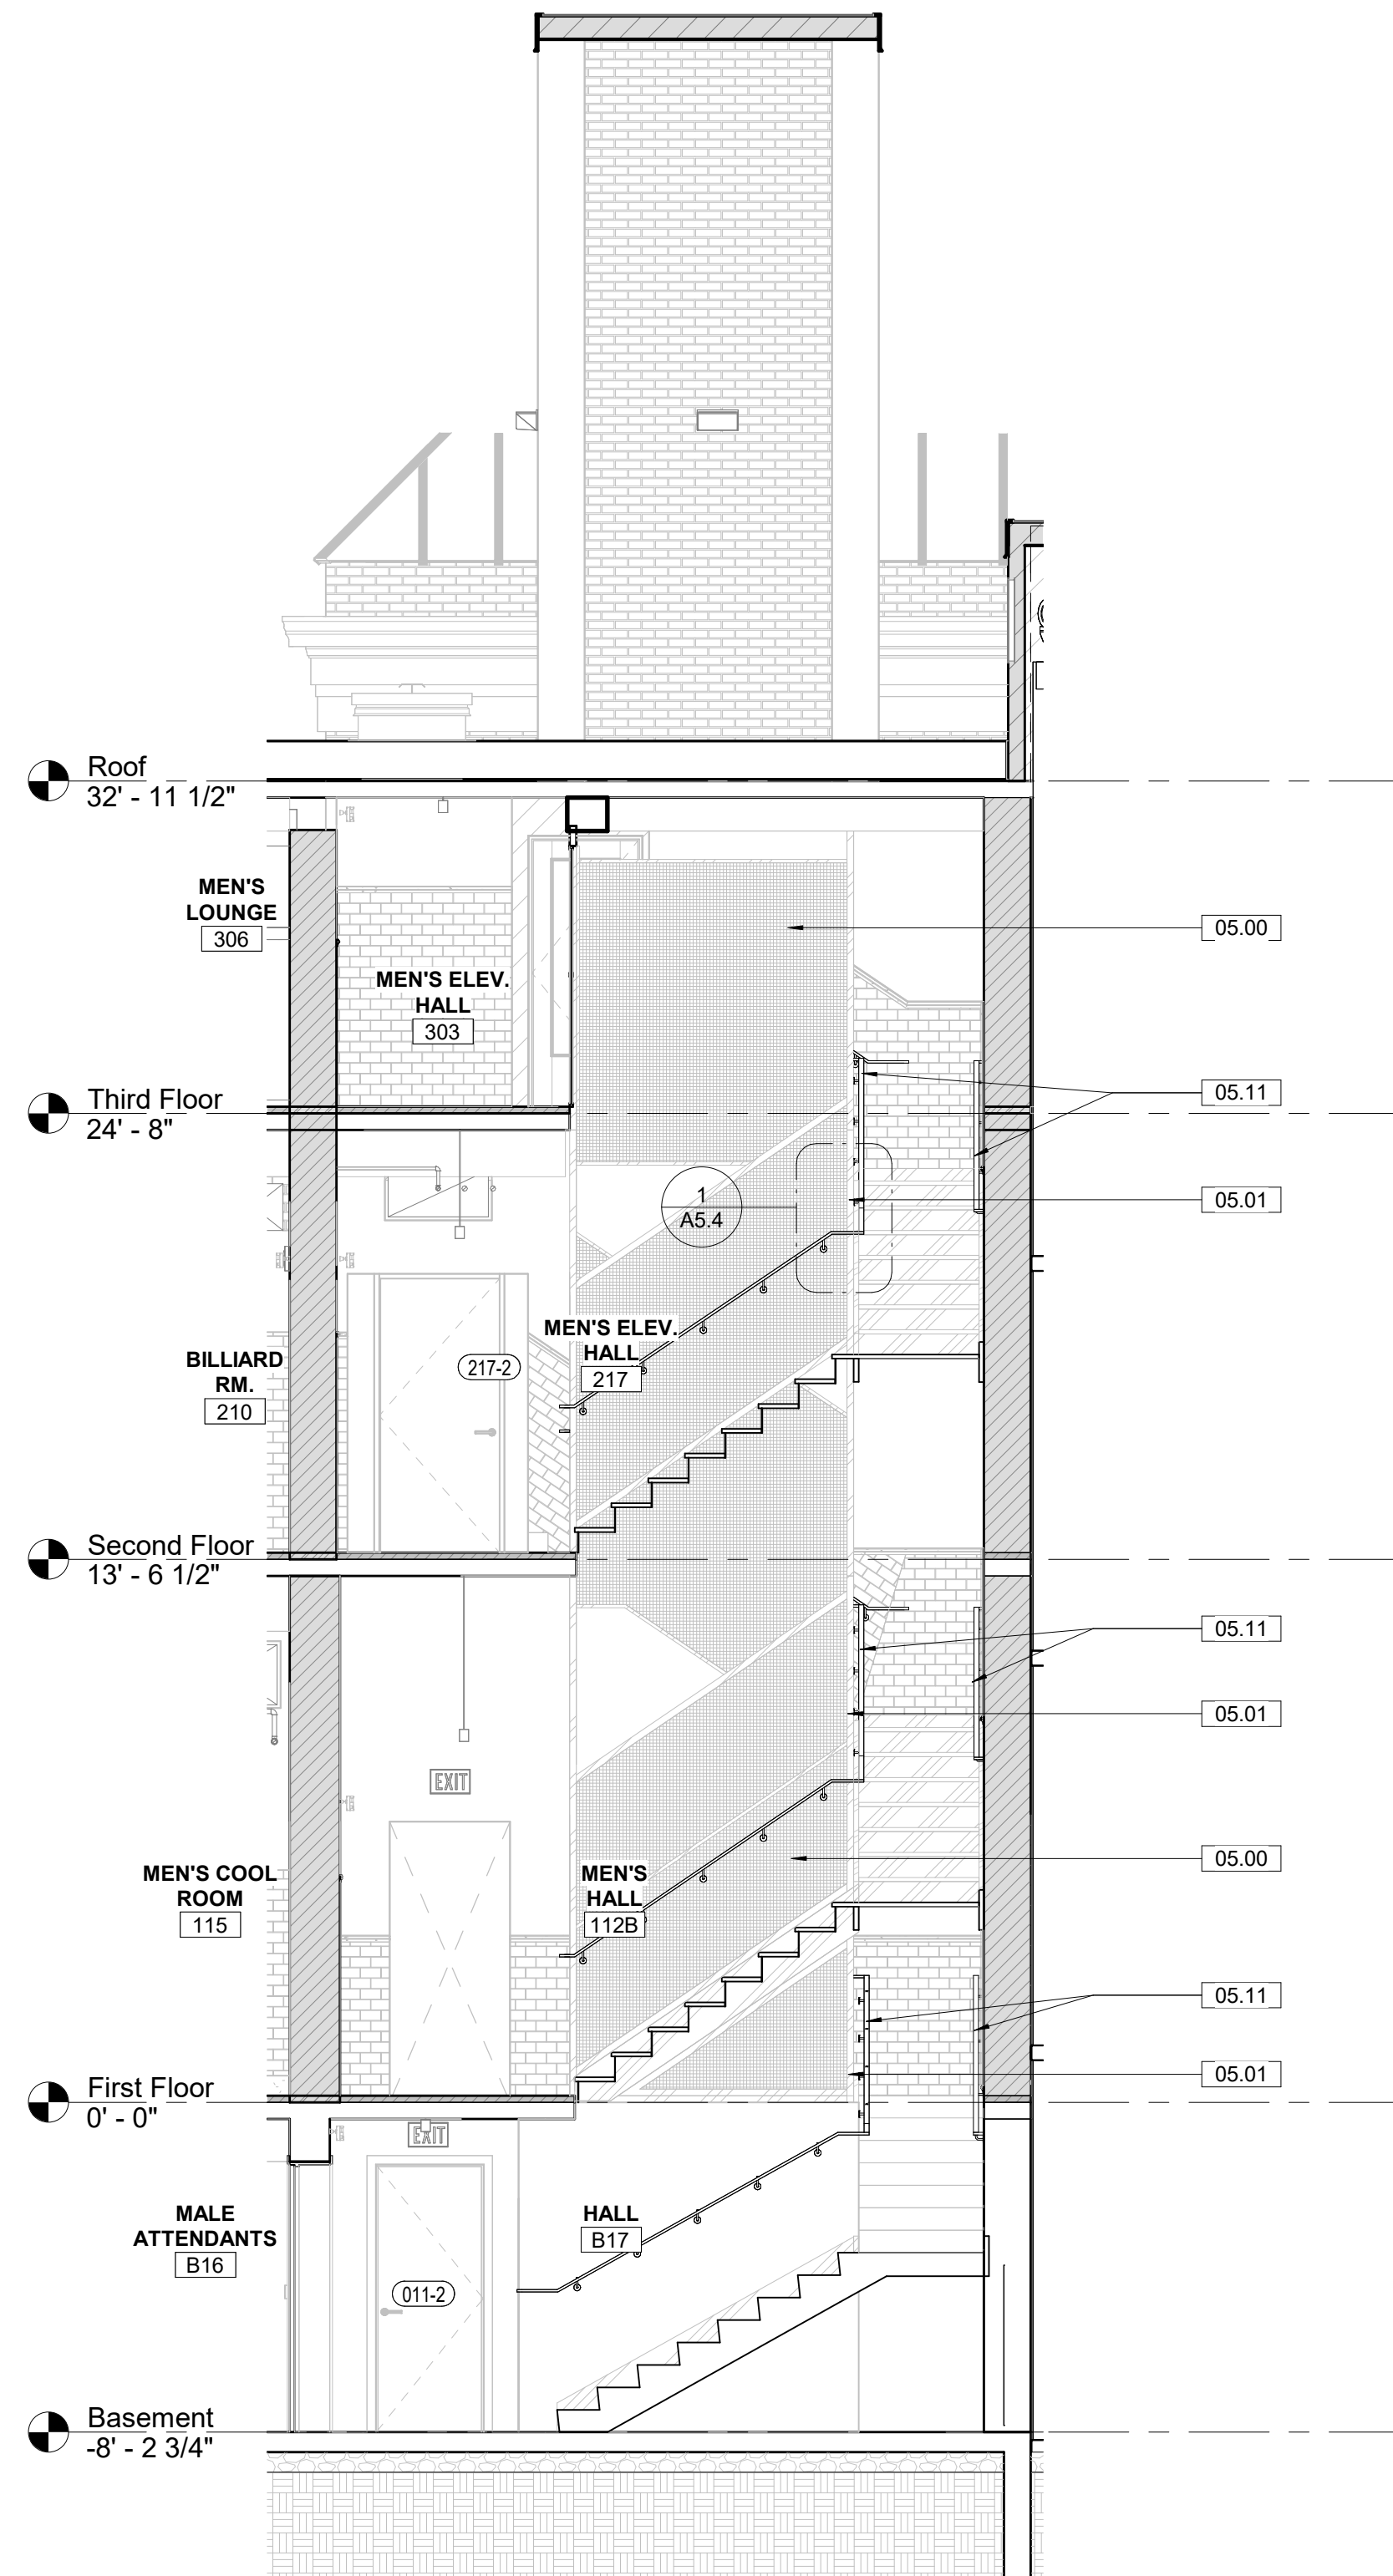 Roof
32' - 11 1/2"
MEN'S
LOUNGE
306
05.00
MEN'S ELEV.
HALL
303
05.11
Third Floor
24' - 8"
1
A5.4
05.01
MEN'S ELEV.
HALL
217
217-2
BILLIARD
RM.
210
Second Floor
13' - 6 1/2"
05.11
05.01
EXIT
05.00
MEN'S COOL
ROOM
115
MEN'S
HALL
112B
05.11
05.01
First Floor
0' - 0"
EXIT
MALE
ATTENDANTS
B16
HALL
B17
011-2
Basement
-8' - 2 3/4"